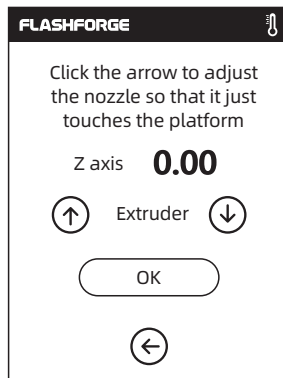 FLASHFORGE
Click the arrow to adjust
the nozzle so that it just
touches the platform
Z axis 0.00
Extruder
OK